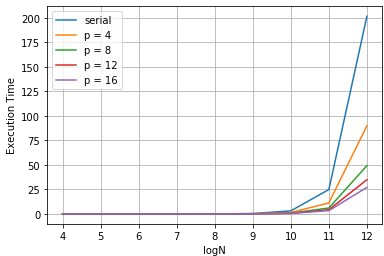 200
175
150
125
100
75
50
25
0
Execution Time
serial
p = 4
p = 8
p = 12
p = 16
4 5 6 7 8 9 10 11 12
logN